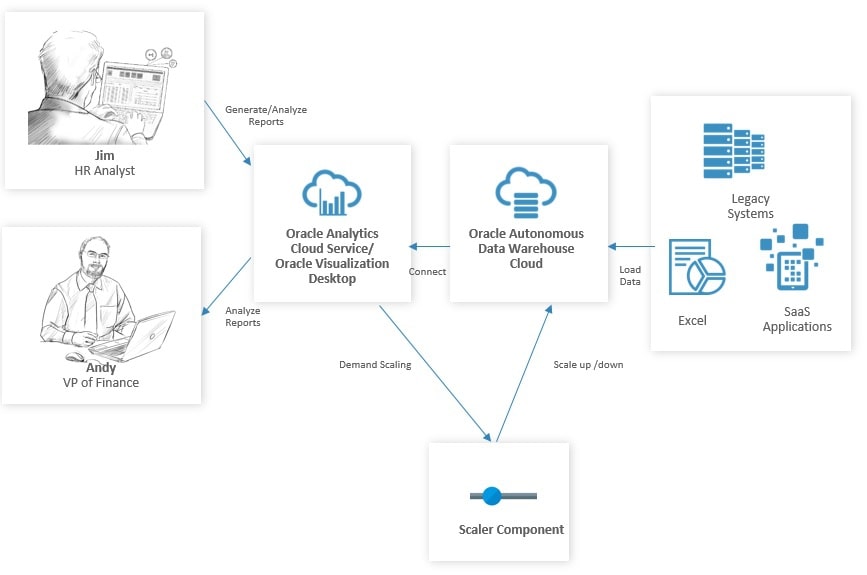 Jim
HR Analyst
Generate/Analyze
Reports
Oracle Analytics
Cloud Service/
Oracle Visualization
Desktop
Connect
Oracle Autonomous
Data Warehouse
Cloud
Load
Data
Legacy
Systems
Excel
SaaS
Applications
Analyze
Reports
Andy
VP of Finance
Demand Scaling
Scale up /down
Scaler Component